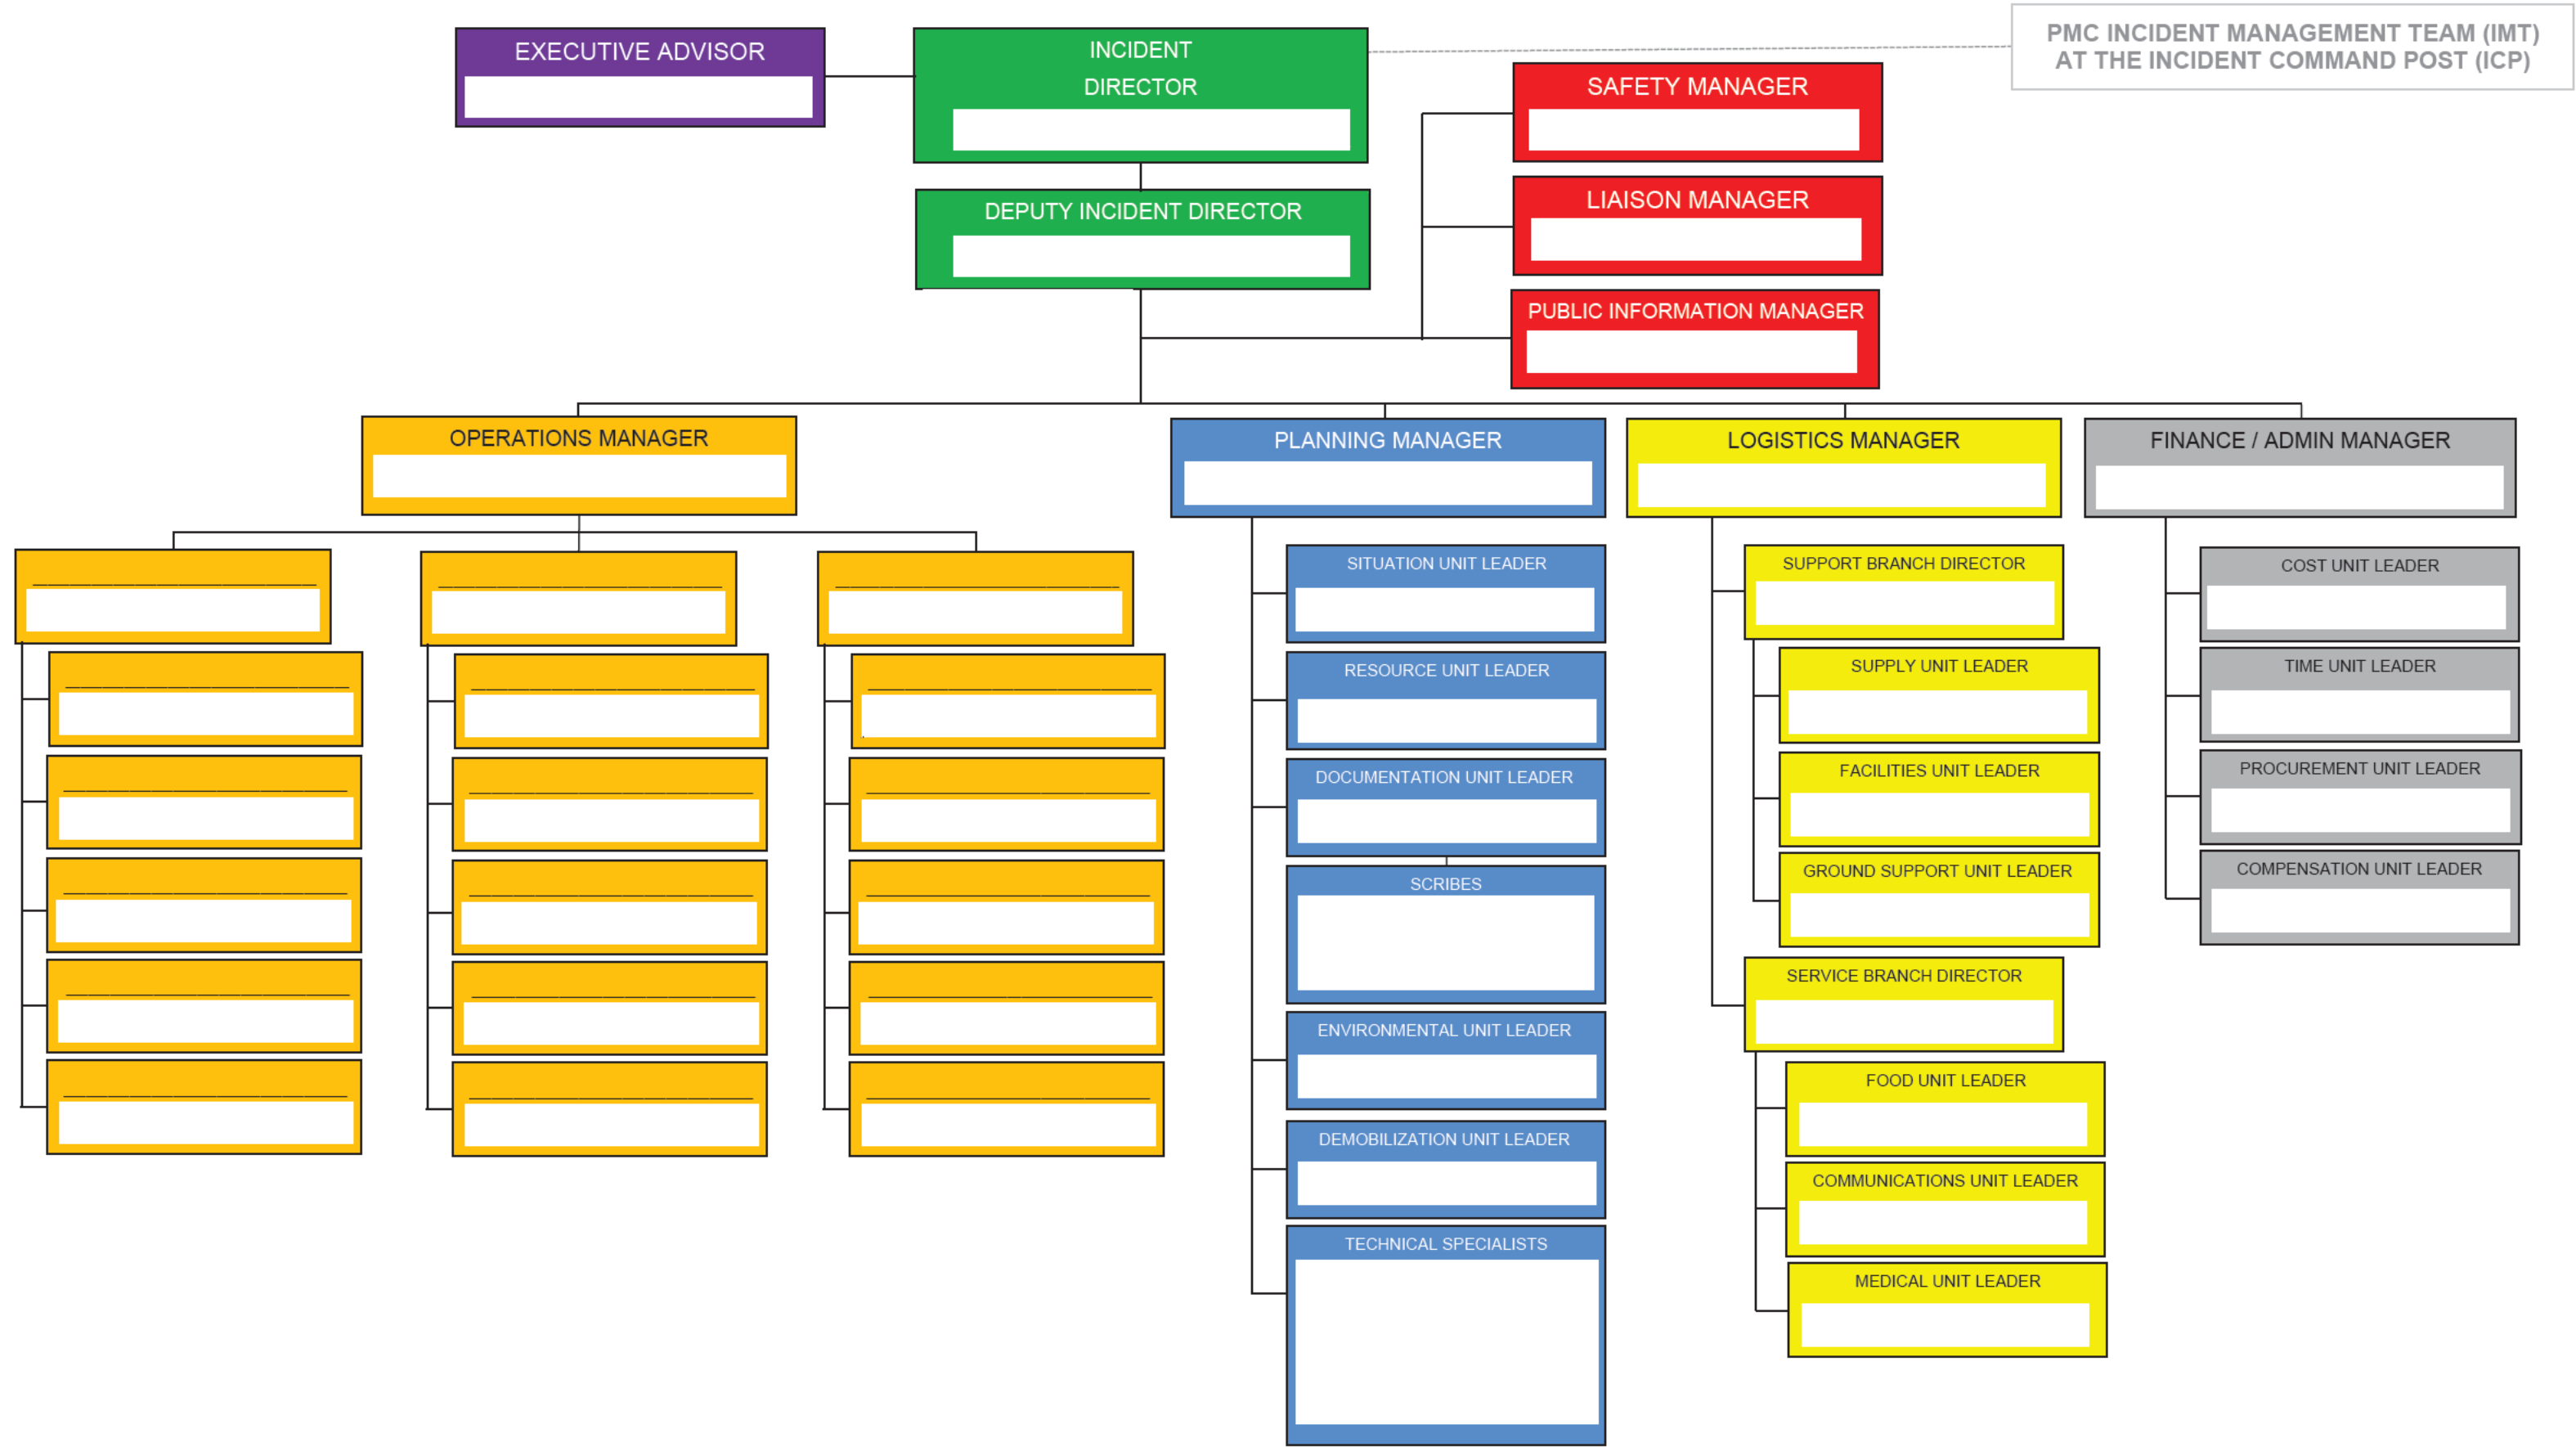 EXECUTIVE ADVISOR
INCIDENT
DIRECTOR
PMC INCIDENT MANAGEMENT TEAM (IMT)
AT THE INCIDENT COMMAND POST (ICP)
SAFETY MANAGER
LIAISON MANAGER
DEPUTY INCIDENT DIRECTOR
PUBLIC INFORMATION MANAGER
OPERATIONS MANAGER
PLANNING MANAGER
SITUATION UNIT LEADER
RESOURCE UNIT LEADER
DOCUMENTATION UNIT LEADER
SCRIBES
ENVIRONMENTAL UNIT LEADER
DEMOBILIZATION UNIT LEADER
TECHNICAL SPECIALISTS
LOGISTICS MANAGER
SUPPORT BRANCH DIRECTOR
SUPPLY UNIT LEADER
FACILITIES UNIT LEADER
GROUND SUPPORT UNIT LEADER
SERVICE BRANCH DIRECTOR
FOOD UNIT LEADER
COMMUNICATIONS UNIT LEADER
MEDICAL UNIT LEADER
FINANCE / ADMIN MANAGER
COST UNIT LEADER
TIME UNIT LEADER
PROCUREMENT UNIT LEADER
COMPENSATION UNIT LEADER